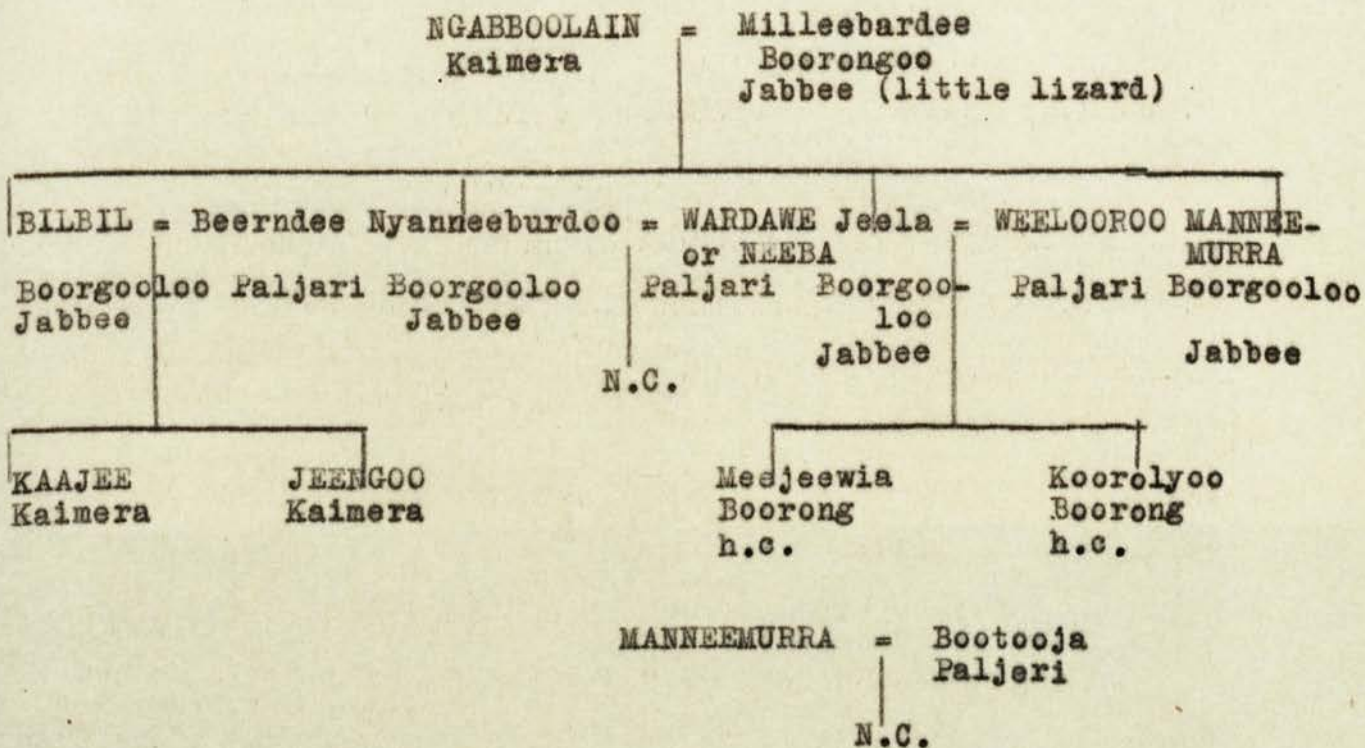 NGABBOOLAIN = Milleebardee
Kaimera Boorongoo
Jabbee (little lizard)
BILBIL = Beerndee Nyanneeburdoo = WARDAWE Jeela = WEELOOROO MANNEE-
or NEEBA MURRA
Boorgooloo Paljari Boorgooloo Paljari Boorgoo- Paljari Boorgooloo
Jabbee Jabbee loo
Jabbee Jabbee
N.C.
KAAJEE JEENGOO Meejeewia Koorolyoo
Kaimera Kaimera Boorong Boorong
h.c. h.c.
MANNEEMURRA = Bootooja
Paljeri
N.C.